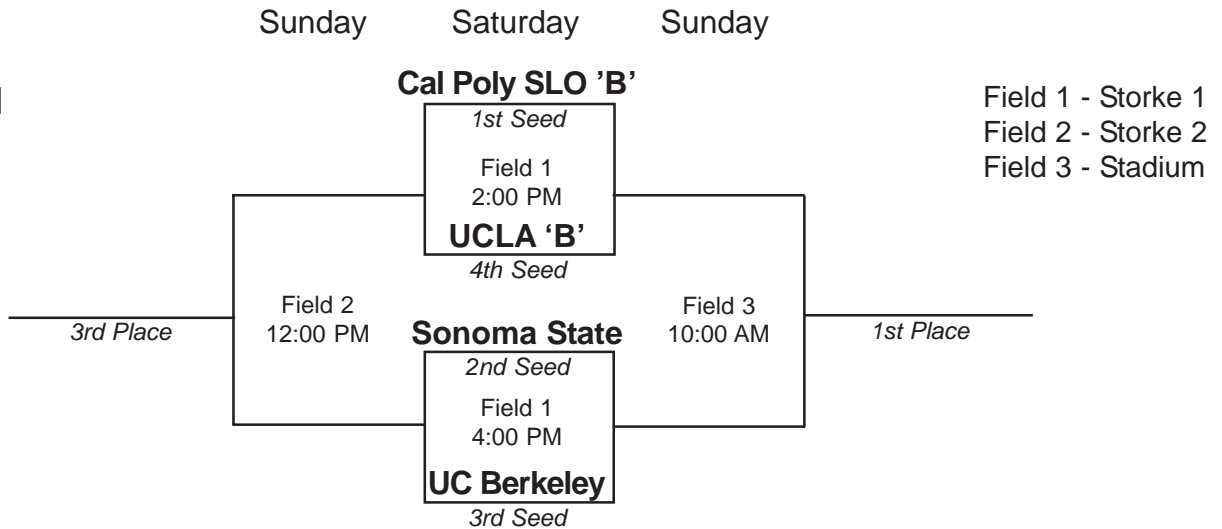 Sunday Saturday Sunday
Cal Poly SLO ’B’
1st Seed
Field 1
2:00 PM
UCLA ‘B’
4th Seed
Field 1 - Storke 1
Field 2 - Storke 2
Field 3 - Stadium
Field 2
12:00 PM
3rd Place
Sonoma State
2nd Seed
Field 1
4:00 PM
UC Berkeley
3rd Seed
Field 3
10:00 AM
1st Place